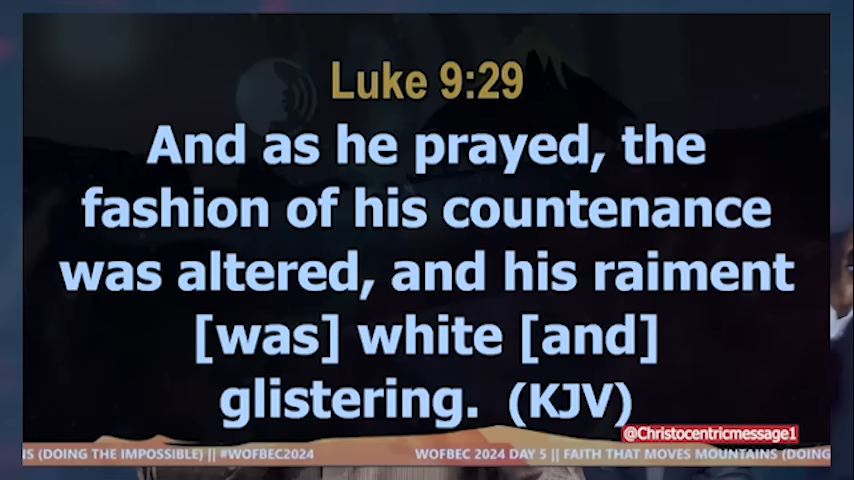 Luke 9:29
And as he prayed, the
fashion of his countenance
was altered, and his raiment
[was] white [and]
glistering. (KJV)
@Christocentricmessage1
IS (DOING THE IMPOSSIBLE) || #WOFBEC2024 WOFBEC 2024 DAY 5 || FAITH THAT MOVES MOUNTAINS (DOING